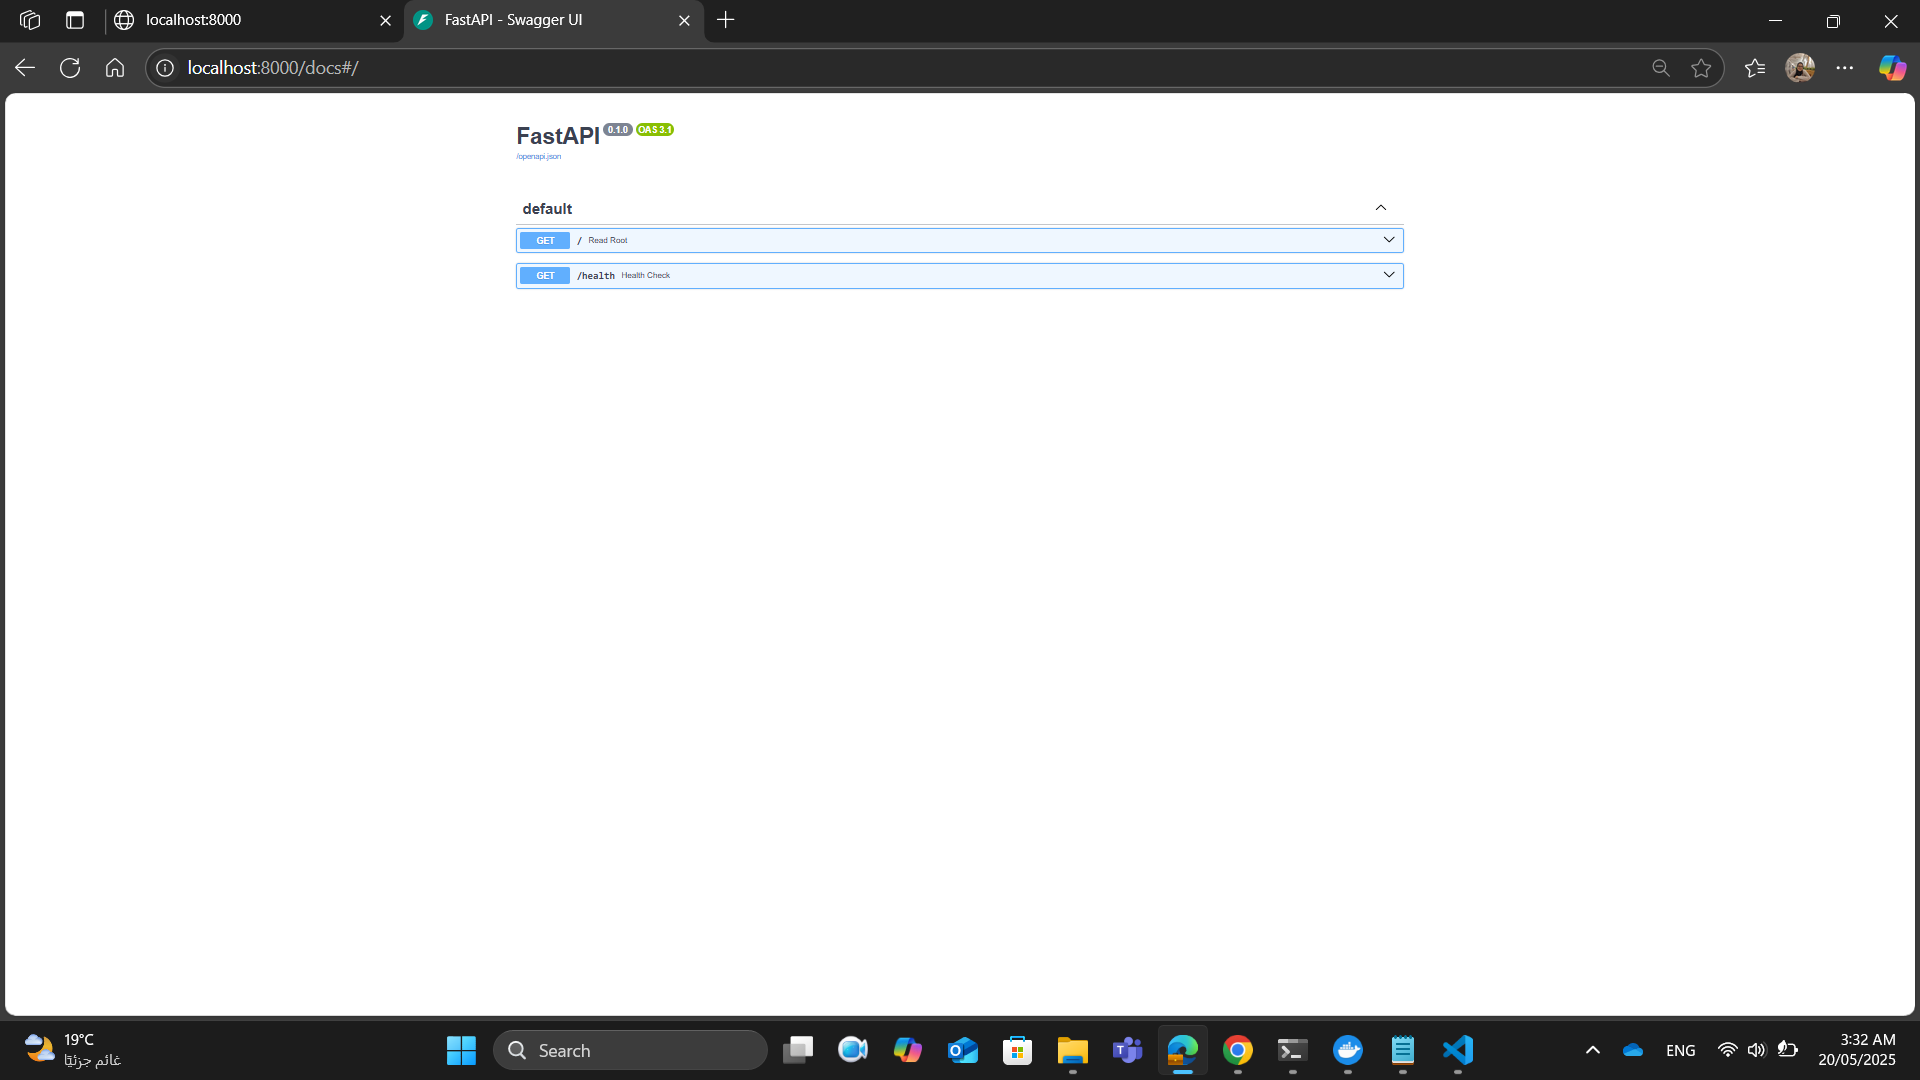 localhost:8000
FastAPI - Swagger UI
localhost:8000/docs#/
FastAPI 0.1.0 OAS 3.1
/openapi.json
default
GET / Read Root
GET /health Health Check
19°C
غائم جزئيًا
Search
ENG
3:32 AM
20/05/2025